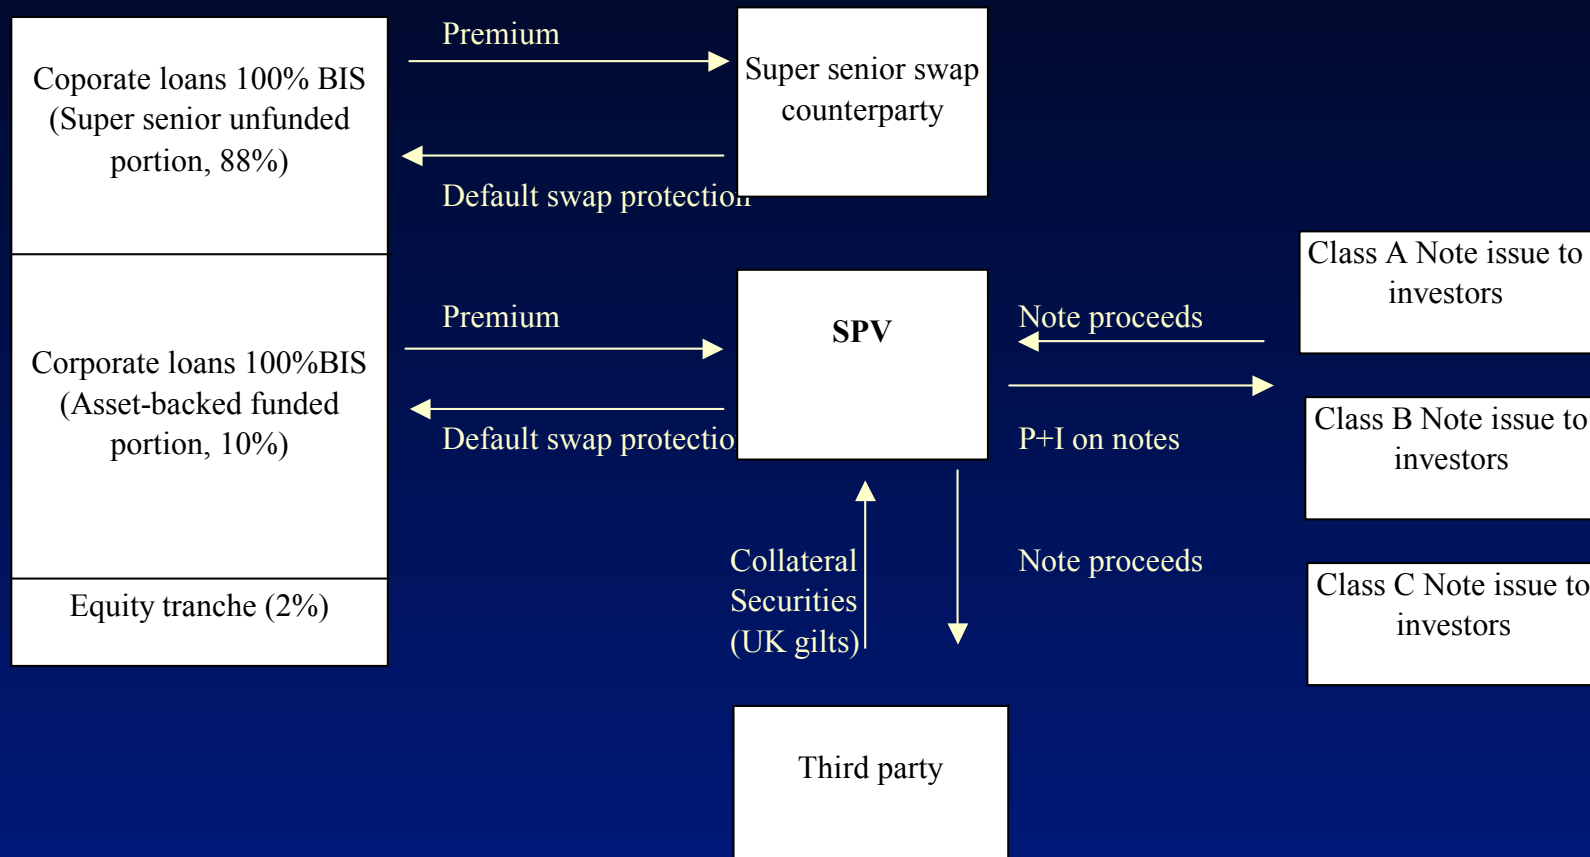 Coporate loans 100% BIS
(Super senior unfunded
portion, 88%)
Premium
Default swap protection
Super senior swap
counterparty
Corporate loans 100%BIS
(Asset-backed funded
portion, 10%)
Equity tranche (2%)
Premium
Default swap protectio
SPV
Note proceeds
P+I on notes
Class A Note issue to
investors
Class B Note issue to
investors
Class C Note issue to
investors
Collateral
Securities
(UK gilts)
Note proceeds
Third party